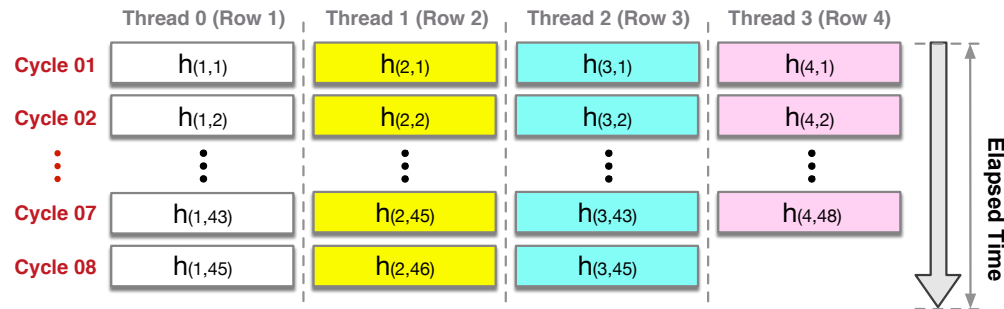 Thread 0 (Row 1) Thread 1 (Row 2) Thread 2 (Row 3) Thread 3 (Row 4)
Cycle 01 h(1,1) h(2,1) h(3,1) h(4,1)
Cycle 02 h(1,2) h(2,2) h(3,2) h(4,2)
Cycle 07 h(1,43) h(2,45) h(3,43) h(4,48)
Cycle 08 h(1,45) h(2,46) h(3,45)
Elapsed Time